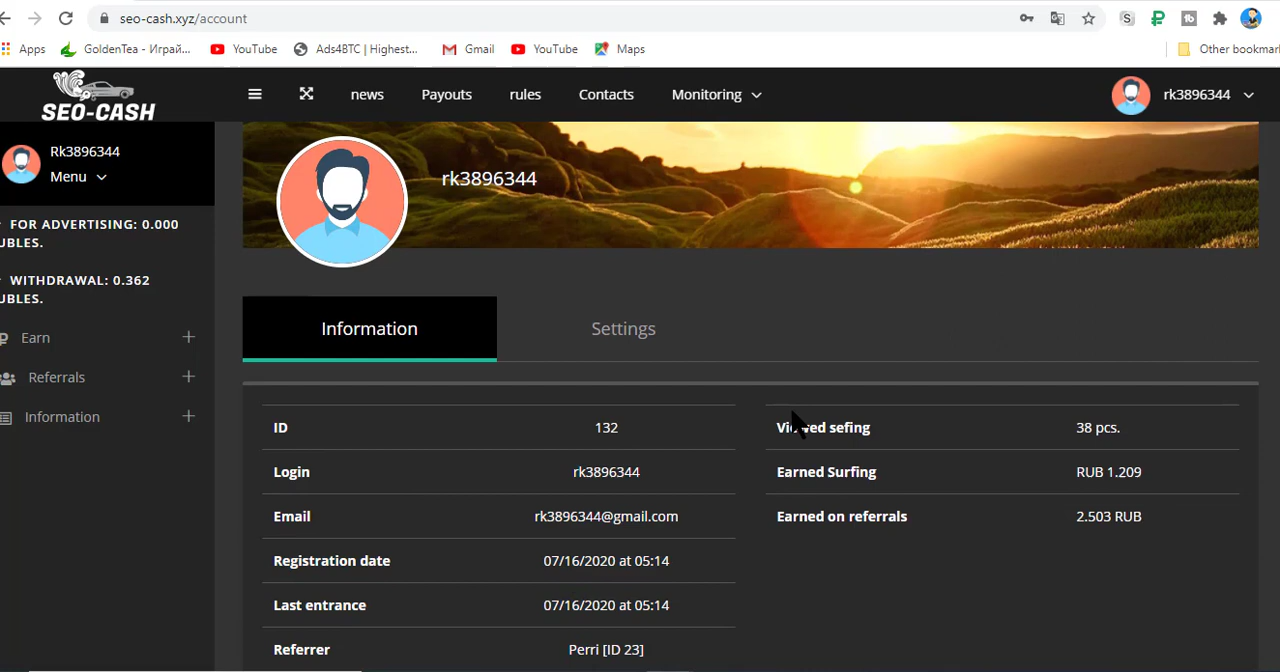 seo-cash.xyz/account
Apps GoldenTea - Играй... YouTube Ads4BTC | Highest... Gmail YouTube Maps Other bookmar
SEO-CASH
news Payouts rules Contacts Monitoring rk3896344
Rk3896344
Menu
FOR ADVERTISING: 0.000
UBLES.
WITHDRAWAL: 0.362
UBLES.
Earn
Referrals
Information
rk3896344
Information Settings
ID 132
Login rk3896344
Email rk3896344@gmail.com
Registration date 07/16/2020 at 05:14
Last entrance 07/16/2020 at 05:14
Referrer Perri [ID 23]
Viewed sefing 38 pcs.
Earned Surfing RUB 1.209
Earned on referrals 2.503 RUB